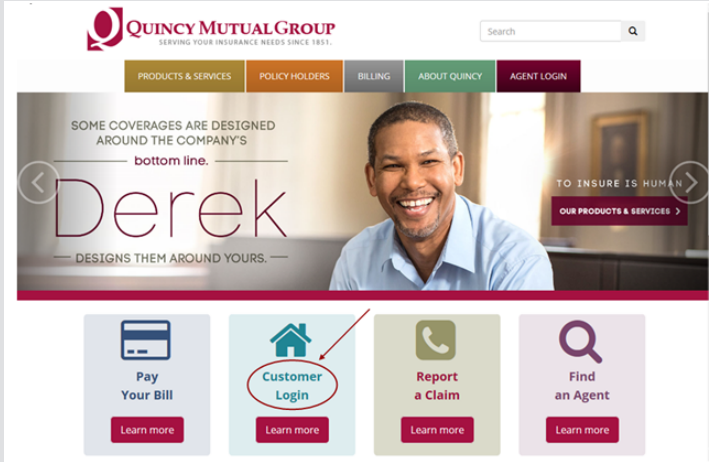 QUINCY MUTUAL GROUP
SERVING YOUR INSURANCE NEEDS SINCE 1851.
Search
PRODUCTS & SERVICES
POLICY HOLDERS
BILLING
ABOUT QUINCY
AGENT LOGIN
SOME COVERAGES ARE DESIGNED
AROUND THE COMPANY'S
bottom line.
Derek
DESIGNS THEM AROUND YOURS.
TO INSURE IS HUMAN
OUR PRODUCTS & SERVICES
Pay
Your Bill
Learn more
Customer
Login
Learn more
Report
a Claim
Learn more
Find
an Agent
Learn more